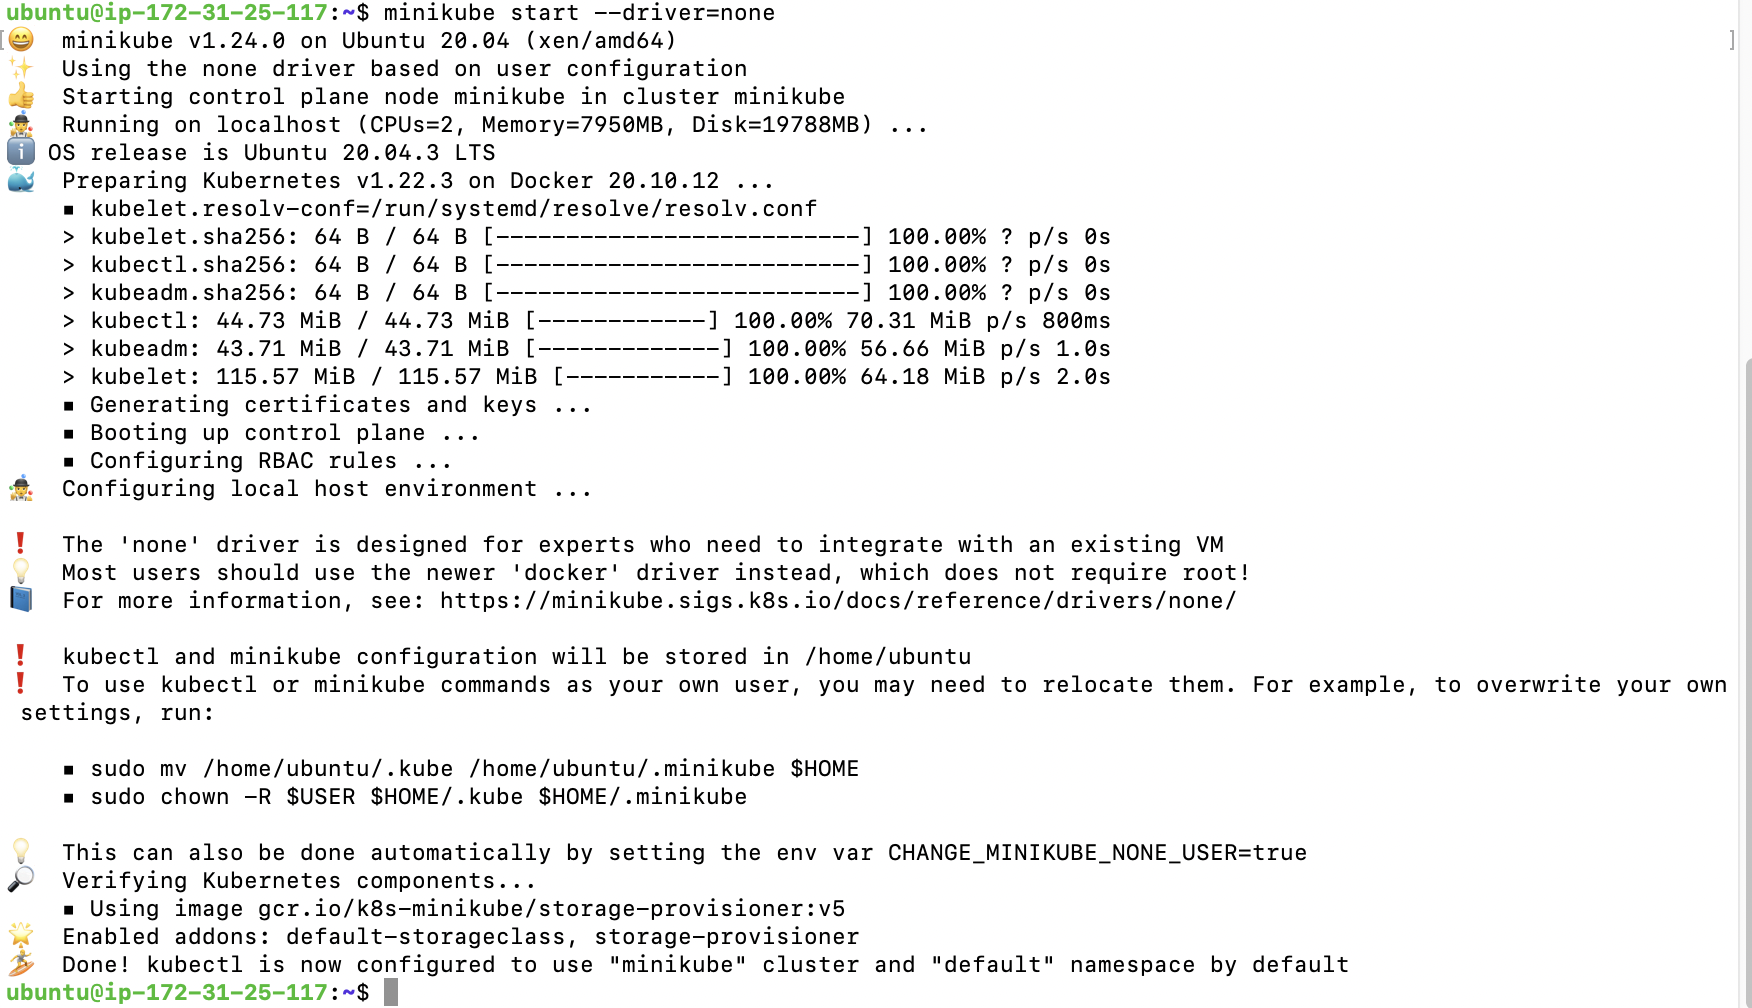 ubuntu@ip-172-31-25-117:~$ minikube start --driver=none
[😄  minikube v1.24.0 on Ubuntu 20.04 (xen/amd64) ]
✨  Using the none driver based on user configuration
👍  Starting control plane node minikube in cluster minikube
🤹  Running on localhost (CPUs=2, Memory=7950MB, Disk=19788MB) ...
ℹ️ OS release is Ubuntu 20.04.3 LTS
🐳  Preparing Kubernetes v1.22.3 on Docker 20.10.12 ...
    ▪ kubelet.resolv-conf=/run/systemd/resolve/resolv.conf
    > kubelet.sha256: 64 B / 64 B [--------------------------] 100.00% ? p/s 0s
    > kubectl.sha256: 64 B / 64 B [--------------------------] 100.00% ? p/s 0s
    > kubeadm.sha256: 64 B / 64 B [--------------------------] 100.00% ? p/s 0s
    > kubectl: 44.73 MiB / 44.73 MiB [------------] 100.00% 70.31 MiB p/s 800ms
    > kubeadm: 43.71 MiB / 43.71 MiB [-------------] 100.00% 56.66 MiB p/s 1.0s
    > kubelet: 115.57 MiB / 115.57 MiB [-----------] 100.00% 64.18 MiB p/s 2.0s
    ▪ Generating certificates and keys ...
    ▪ Booting up control plane ...
    ▪ Configuring RBAC rules ...
🤹  Configuring local host environment ...
❗  The 'none' driver is designed for experts who need to integrate with an existing VM
💡  Most users should use the newer 'docker' driver instead, which does not require root!
📘  For more information, see: https://minikube.sigs.k8s.io/docs/reference/drivers/none/
❗  kubectl and minikube configuration will be stored in /home/ubuntu
❗  To use kubectl or minikube commands as your own user, you may need to relocate them. For example, to overwrite your own
 settings, run:
    ▪ sudo mv /home/ubuntu/.kube /home/ubuntu/.minikube $HOME
    ▪ sudo chown -R $USER $HOME/.kube $HOME/.minikube
💡  This can also be done automatically by setting the env var CHANGE_MINIKUBE_NONE_USER=true
🔎  Verifying Kubernetes components...
    ▪ Using image gcr.io/k8s-minikube/storage-provisioner:v5
🌟  Enabled addons: default-storageclass, storage-provisioner
🏄  Done! kubectl is now configured to use "minikube" cluster and "default" namespace by default
ubuntu@ip-172-31-25-117:~$